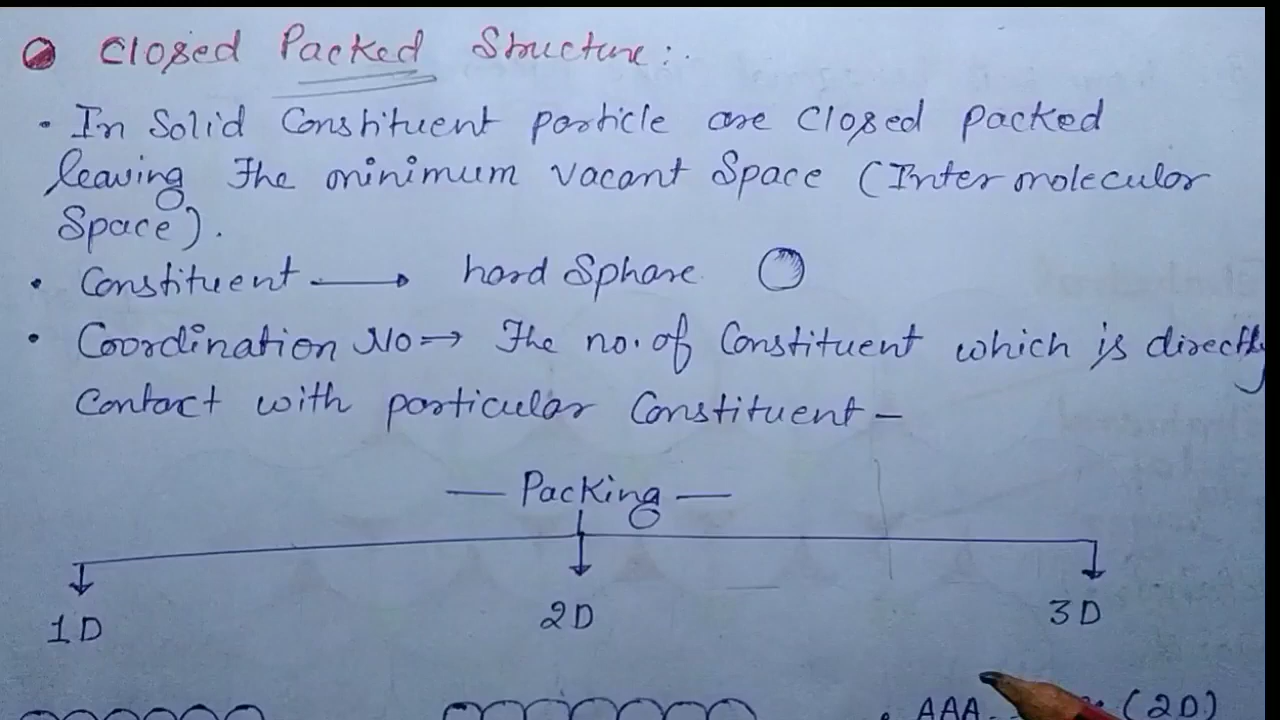 Closed Packed Structure:.
• In Solid Constituent particle are Closed Packed
leaving The minimum vacant Space (Inter molecular
Space).
• Constituent → hard Sphare
• Coordination No → The no. of Constituent which is directly
Contact with particular Constituent –
— Packing —
1D 2D 3D
AAA (2D)